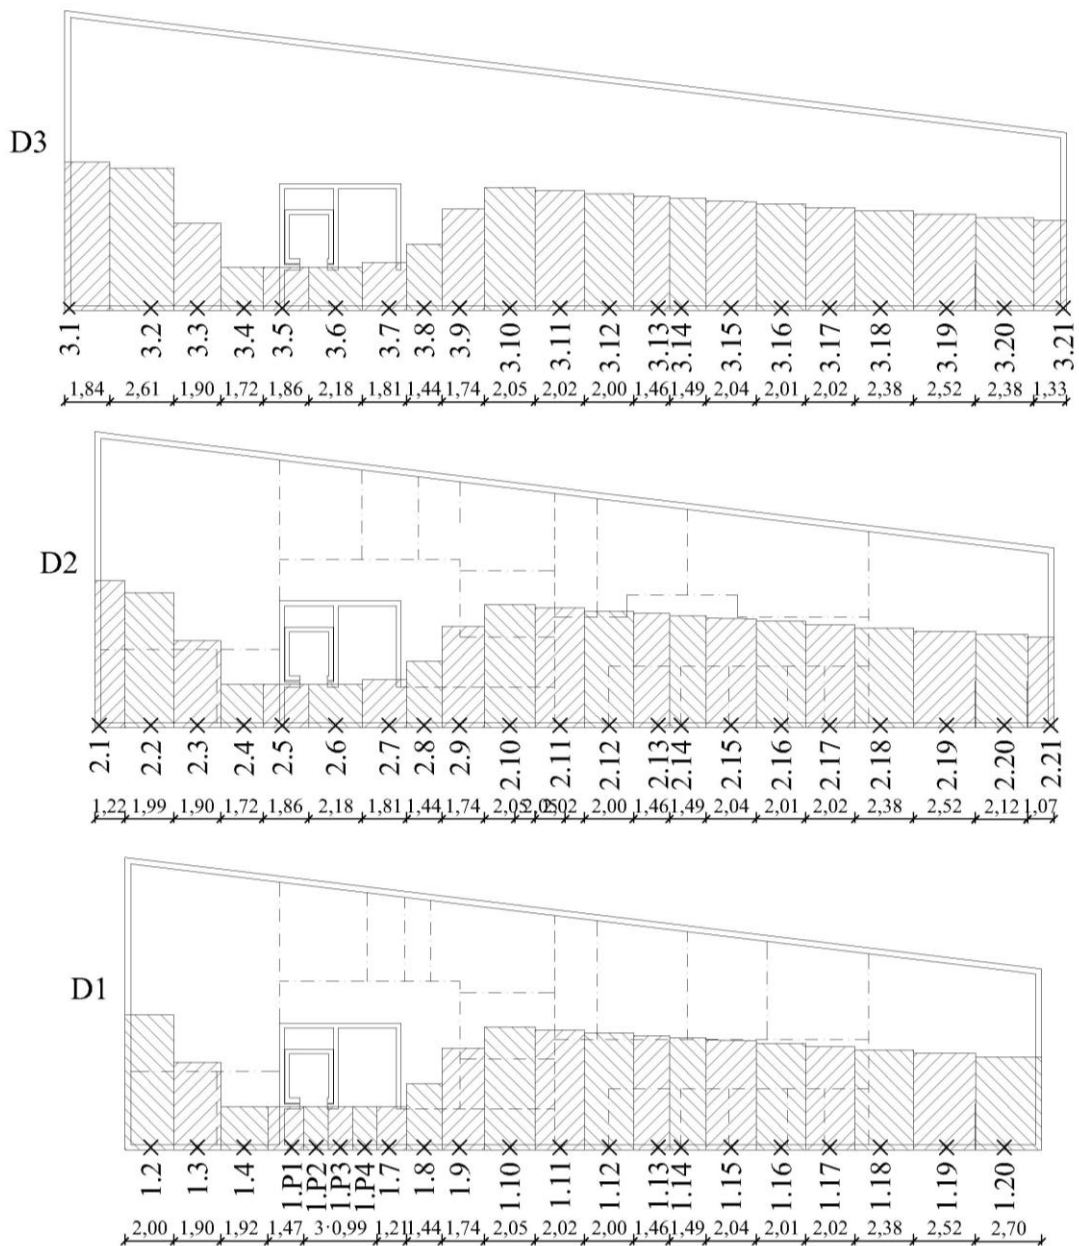 D3
3.1 3.2 3.3 3.4 3.5 3.6 3.7 3.8 3.9 3.10 3.11 3.12 3.13 3.14 3.15 3.16 3.17 3.18 3.19 3.20 3.21
1,84 2,61 1,90 1,72 1,86 2,18 1,81 1,44 1,74 2,05 2,02 2,00 1,46 1,49 2,04 2,01 2,02 2,38 2,52 2,38 1,33
D2
2.1 2.2 2.3 2.4 2.5 2.6 2.7 2.8 2.9 2.10 2.11 2.12 2.13 2.14 2.15 2.16 2.17 2.18 2.19 2.20 2.21
1,22 1,99 1,90 1,72 1,86 2,18 1,81 1,44 1,74 2,05 2,02 2,00 1,46 1,49 2,04 2,01 2,02 2,38 2,52 2,12 1,07
D1
1.2 1.3 1.4 1.P1 1.P2 1.P3 1.P4 1.7 1.8 1.9 1.10 1.11 1.12 1.13 1.14 1.15 1.16 1.17 1.18 1.19 1.20
2,00 1,90 1,92 1,47 3·0,99 1,21 1,44 1,74 2,05 2,02 2,00 1,46 1,49 2,04 2,01 2,02 2,38 2,52 2,70